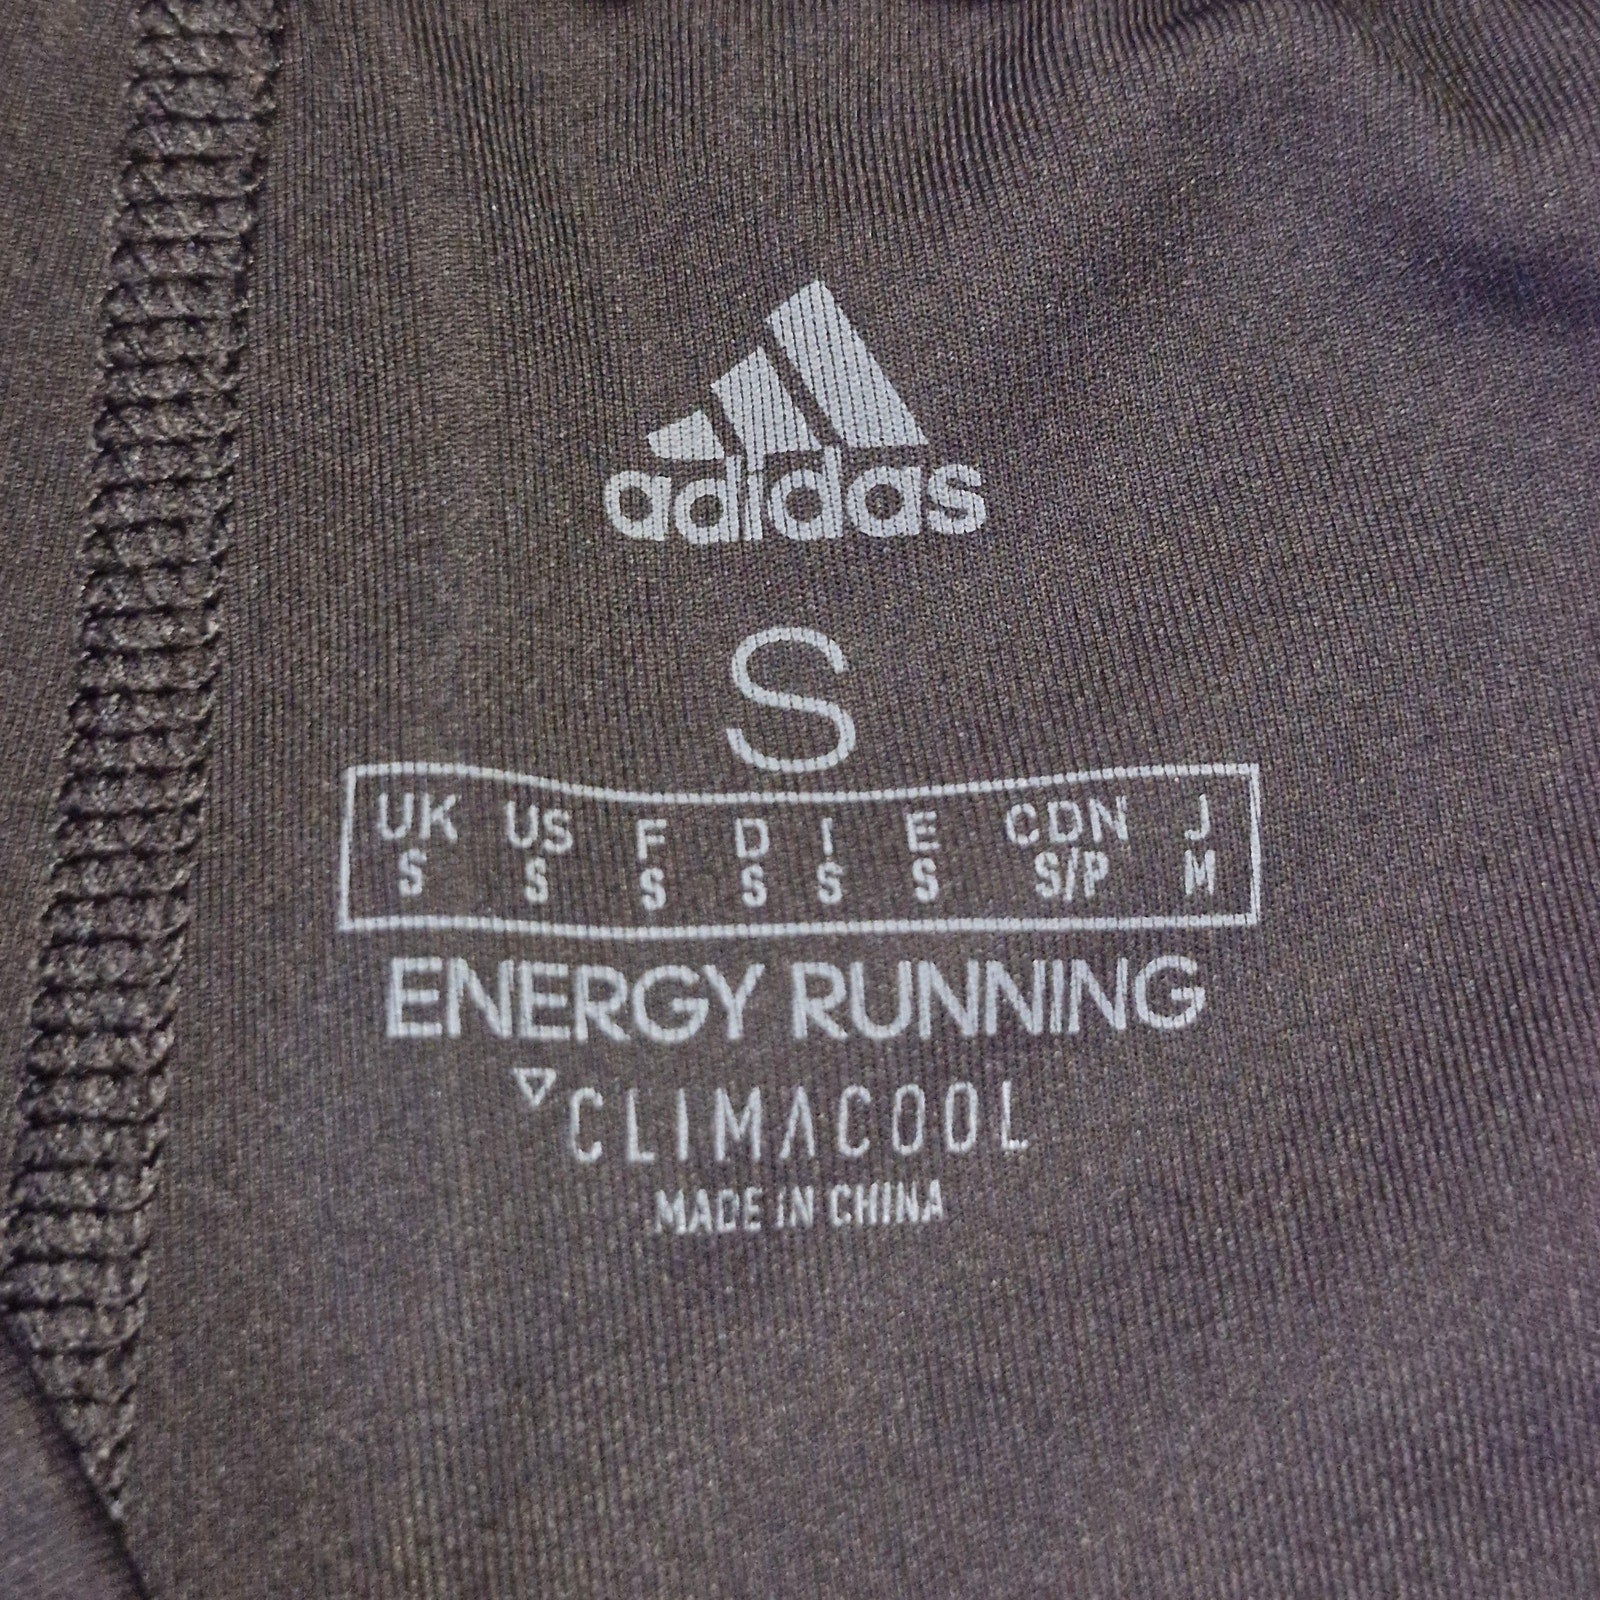 adidas
S
UK US F D I E CDN J
S S S S S S S/P M
ENERGY RUNNING
CLIMACOOL
MADE IN CHINA